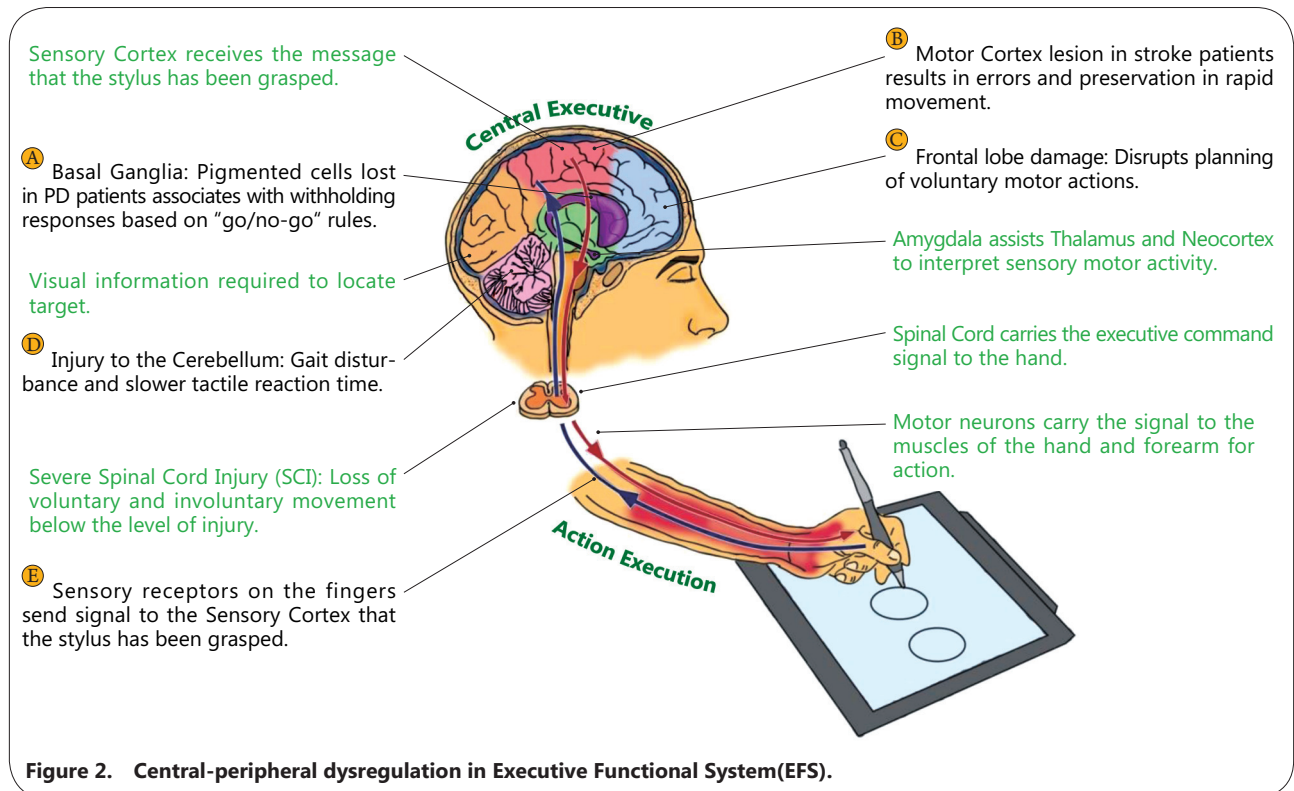 Sensory Cortex receives the message
that the stylus has been grasped.
A
Basal Ganglia: Pigmented cells lost
in PD patients associates with withholding
responses based on "go/no-go" rules.
Visual information required to locate
target.
D
Injury to the Cerebellum: Gait distur-
bance and slower tactile reaction time.
Severe Spinal Cord Injury (SCI): Loss of
voluntary and involuntary movement
below the level of injury.
E
Sensory receptors on the fingers
send signal to the Sensory Cortex that
the stylus has been grasped.
Central Executive
Action Execution
B
Motor Cortex lesion in stroke patients
results in errors and preservation in rapid
movement.
C
Frontal lobe damage: Disrupts planning
of voluntary motor actions.
Amygdala assists Thalamus and Neocortex
to interpret sensory motor activity.
Spinal Cord carries the executive command
signal to the hand.
Motor neurons carry the signal to the
muscles of the hand and forearm for
action.
Figure 2. Central-peripheral dysregulation in Executive Functional System(EFS).